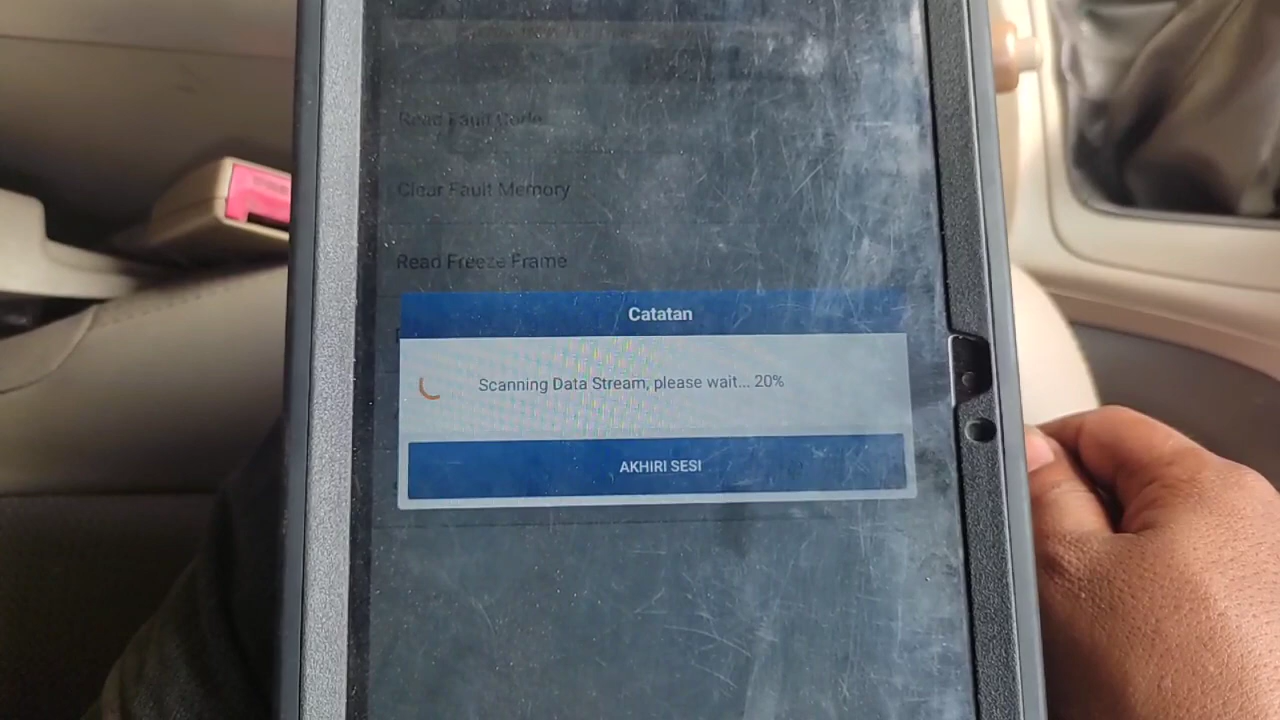 Read Fault Code
Clear Fault Memory
Read Freeze Frame
Catatan
Scanning Data Stream, please wait... 20%
AKHIRI SESI